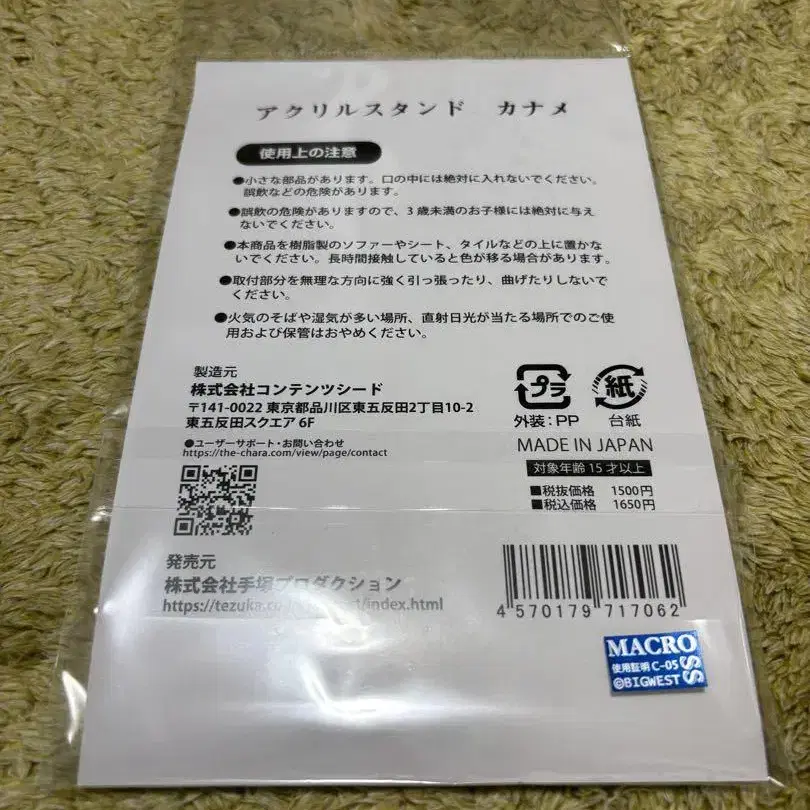 アクリルスタンド カナメ
使用上の注意
●小さな部品があります。口の中には絶対に入れないでください。
誤飲などの危険があります。
●誤飲の危険がありますので、3歳未満のお子様には絶対に与え
ないでください。
●本商品を樹脂製のソファーやシート、タイルなどの上に置かな
いでください。長時間接触していると色が移る場合があります。
●取付部分を無理な方向に強く引っ張ったり、曲げたりしないで
ください。
●火気のそばや湿気が多い場所、直射日光が当たる場所でのご使
用および保管はおやめください。
製造元
株式会社コンテンツシード
〒141-0022 東京都品川区東五反田2丁目10-2
東五反田スクエア 6F
●ユーザーサポート・お問い合わせ
https://the-chara.com/view/page/contact
プラ
外装:PP
紙
台紙
MADE IN JAPAN
対象年齢 15 才以上
■税抜価格 1500円
■税込価格 1650円
発売元
株式会社手塚プロダクション
/index.html
4 570179 717062
MACROSS
使用証明 C-05
©BIGWEST